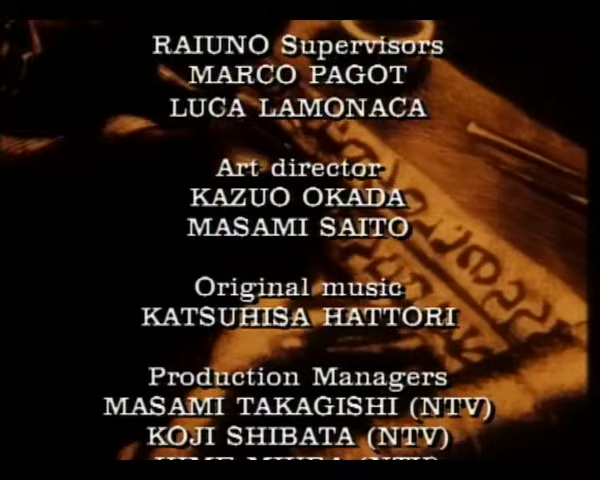 RAIUNO Supervisors
MARCO PAGOT
LUCA LAMONACA
Art director
KAZUO OKADA
MASAMI SAITO
Original music
KATSUHISA HATTORI
Production Managers
MASAMI TAKAGISHI (NTV)
KOJI SHIBATA (NTV)